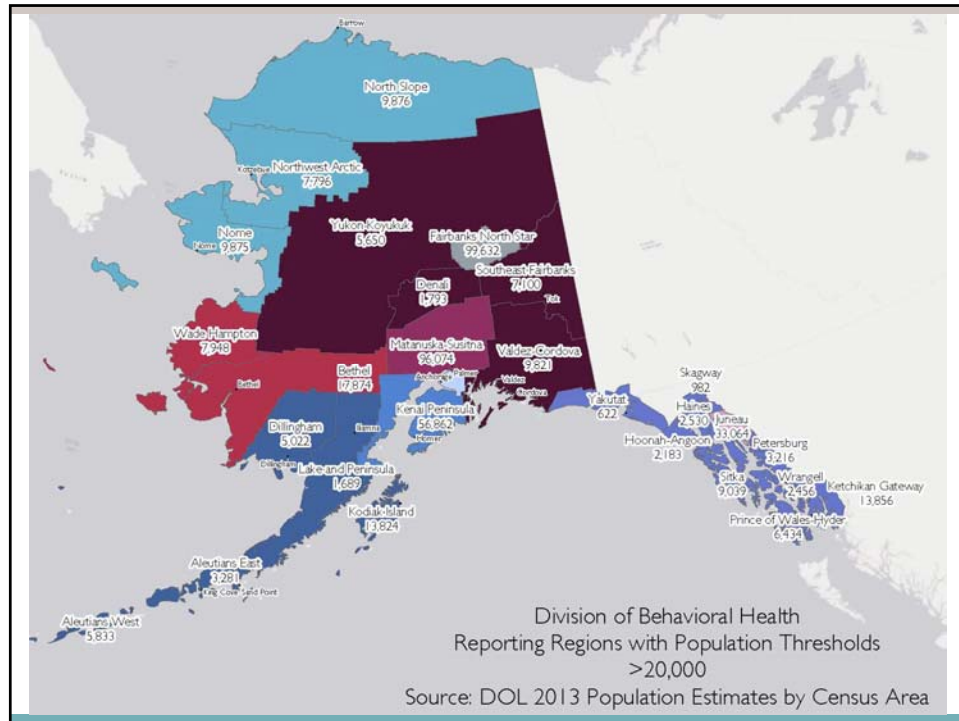 Barrow
North Slope
9,876
Kotzebue
Northwest Arctic
7,796
Nome
Nome
9,875
Yukon-Koyukuk
5,650
Fairbanks North Star
99,632
Southeast Fairbanks
7,100
Denali
1,793
Tok
Wade Hampton
7,948
Matanuska-Susitna
96,074
Valdez-Cordova
9,821
Bethel
Bethel
17,874
Anchorage
Palmer
Valdez
Cordova
Kenai Peninsula
56,862
Homer
Dillingham
5,022
Iliamna
Dillingham
Lake and Peninsula
1,689
Kodiak Island
13,824
Aleutians East
3,281
King Cove
Sand Point
Aleutians West
5,833
Yakutat
622
Skagway
982
Haines
2,530
Juneau
33,064
Hoonah-Angoon
2,183
Petersburg
3,216
Sitka
9,039
Wrangell
2,456
Ketchikan Gateway
13,856
Prince of Wales-Hyder
6,434
Division of Behavioral Health
Reporting Regions with Population Thresholds
>20,000
Source: DOL 2013 Population Estimates by Census Area